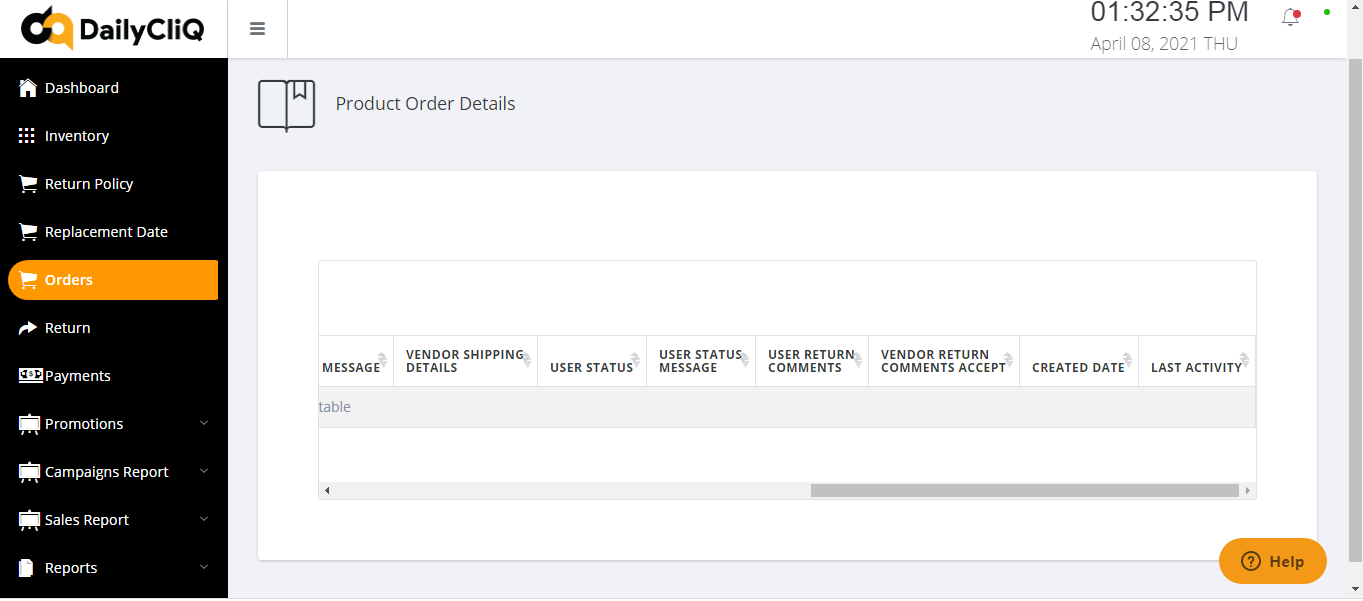 DailyCliQ
01:32:35 PM
April 08, 2021 THU
Dashboard
Inventory
Return Policy
Replacement Date
Orders
Return
Payments
Promotions
Campaigns Report
Sales Report
Reports
Product Order Details
MESSAGE
VENDOR SHIPPING
DETAILS
USER STATUS
USER STATUS
MESSAGE
USER RETURN
COMMENTS
VENDOR RETURN
COMMENTS ACCEPT
CREATED DATE
LAST ACTIVITY
table
? Help